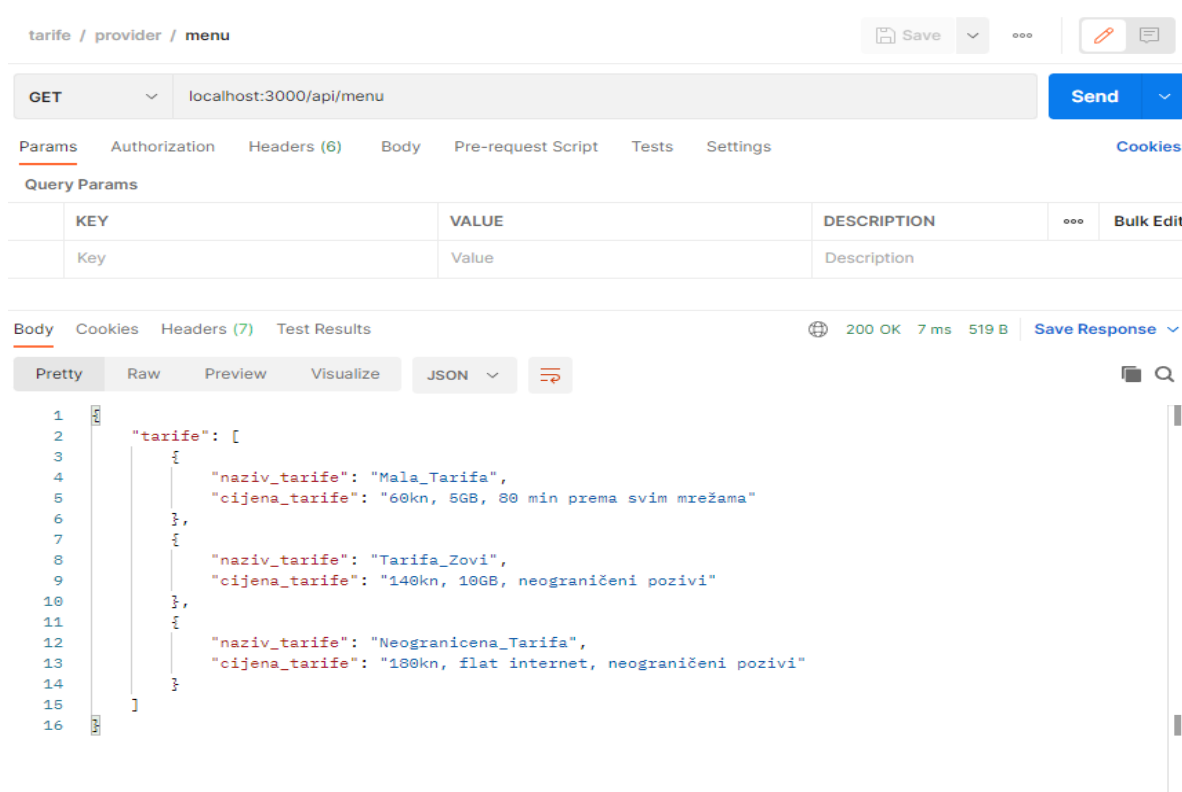 tarife / provider / menu
Save
GET localhost:3000/api/menu Send
Params Authorization Headers (6) Body Pre-request Script Tests Settings Cookies
Query Params
KEY VALUE DESCRIPTION Bulk Edit
Key Value Description
Body Cookies Headers (7) Test Results 200 OK 7 ms 519 B Save Response
Pretty Raw Preview Visualize JSON
1 {
2 "tarife": [
3 {
4 "naziv_tarife": "Mala_Tarifa",
5 "cijena_tarife": "60kn, 5GB, 80 min prema svim mrežama"
6 },
7 {
8 "naziv_tarife": "Tarifa_Zovi",
9 "cijena_tarife": "140kn, 10GB, neograničeni pozivi"
10 },
11 {
12 "naziv_tarife": "Neogranicena_Tarifa",
13 "cijena_tarife": "180kn, flat internet, neograničeni pozivi"
14 }
15 ]
16 }